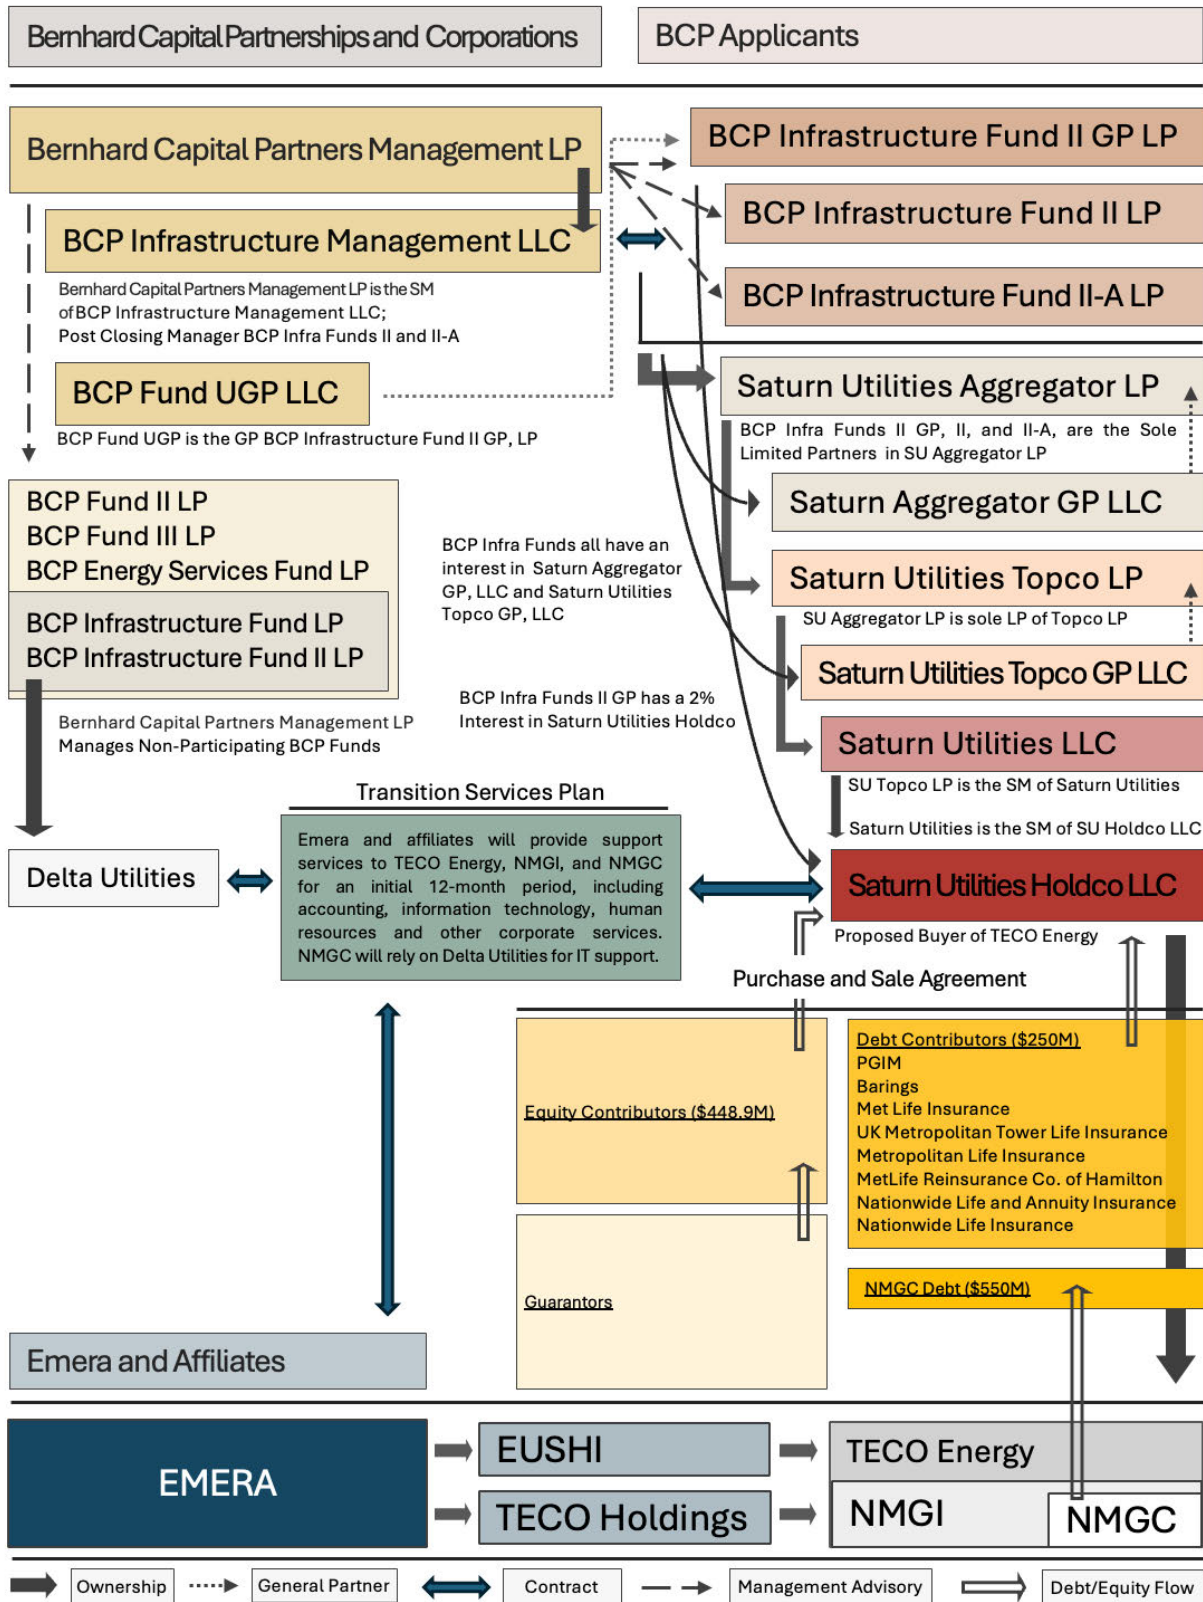 Bernhard Capital Partnerships and Corporations
BCP Applicants
Bernhard Capital Partners Management LP
BCP Infrastructure Management LLC
Bernhard Capital Partners Management LP is the SM
of BCP Infrastructure Management LLC;
Post Closing Manager BCP Infra Funds II and II-A
BCP Fund UGP LLC
BCP Fund UGP is the GP BCP Infrastructure Fund II GP, LP
BCP Infrastructure Fund II GP LP
BCP Infrastructure Fund II LP
BCP Infrastructure Fund II-A LP
Saturn Utilities Aggregator LP
BCP Infra Funds II GP, II, and II-A, are the Sole
Limited Partners in SU Aggregator LP
Saturn Aggregator GP LLC
Saturn Utilities Topco LP
SU Aggregator LP is sole LP of Topco LP
Saturn Utilities Topco GP LLC
Saturn Utilities LLC
SU Topco LP is the SM of Saturn Utilities
Saturn Utilities is the SM of SU Holdco LLC
Saturn Utilities Holdco LLC
Proposed Buyer of TECO Energy
BCP Fund II LP
BCP Fund III LP
BCP Energy Services Fund LP
BCP Infrastructure Fund LP
BCP Infrastructure Fund II LP
Bernhard Capital Partners Management LP
Manages Non-Participating BCP Funds
BCP Infra Funds all have an
interest in Saturn Aggregator
GP, LLC and Saturn Utilities
Topco GP, LLC
BCP Infra Funds II GP has a 2%
Interest in Saturn Utilities Holdco
Delta Utilities
Transition Services Plan
Emera and affiliates will provide support
services to TECO Energy, NMGI, and NMGC
for an initial 12-month period, including
accounting, information technology, human
resources and other corporate services.
NMGC will rely on Delta Utilities for IT support.
Purchase and Sale Agreement
Equity Contributors ($448.9M)
Guarantors
Debt Contributors ($250M)
PGIM
Barings
Met Life Insurance
UK Metropolitan Tower Life Insurance
Metropolitan Life Insurance
MetLife Reinsurance Co. of Hamilton
Nationwide Life and Annuity Insurance
Nationwide Life Insurance
NMGC Debt ($550M)
Emera and Affiliates
EMERA
EUSHI
TECO Holdings
TECO Energy
NMGI
NMGC
Ownership
General Partner
Contract
Management Advisory
Debt/Equity Flow